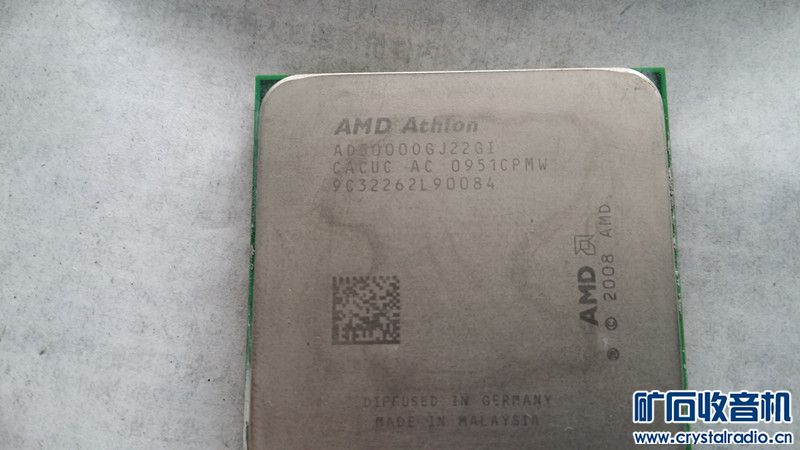 AMD Athlon
AD50000GJ22GI
CACUC AC 0951CPMW
9C32262L90084
AMD
® © 2008 AMD
DIFFUSED IN GERMANY
MADE IN MALAYSIA
矿石收音机
www.crystalradio.cn